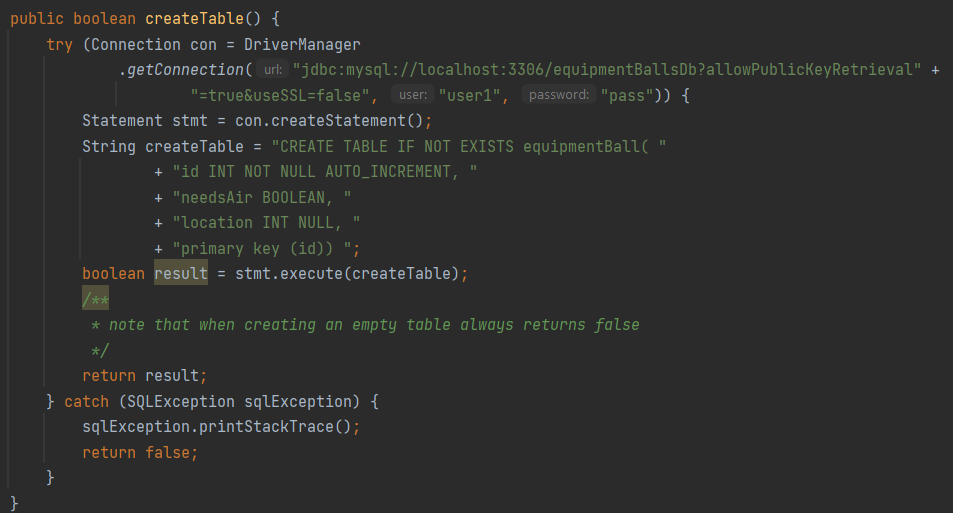 public boolean createTable() {
    try (Connection con = DriverManager
            .getConnection( url: "jdbc:mysql://localhost:3306/equipmentBallsDb?allowPublicKeyRetrieval" +
                    "=true&useSSL=false", user: "user1", password: "pass")) {
        Statement stmt = con.createStatement();
        String createTable = "CREATE TABLE IF NOT EXISTS equipmentBall( "
                + "id INT NOT NULL AUTO_INCREMENT, "
                + "needsAir BOOLEAN, "
                + "location INT NULL, "
                + "primary key (id)) ";
        boolean result = stmt.execute(createTable);
        /**
         * note that when creating an empty table always returns false
         */
        return result;
    } catch (SQLException sqlException) {
        sqlException.printStackTrace();
        return false;
    }
}